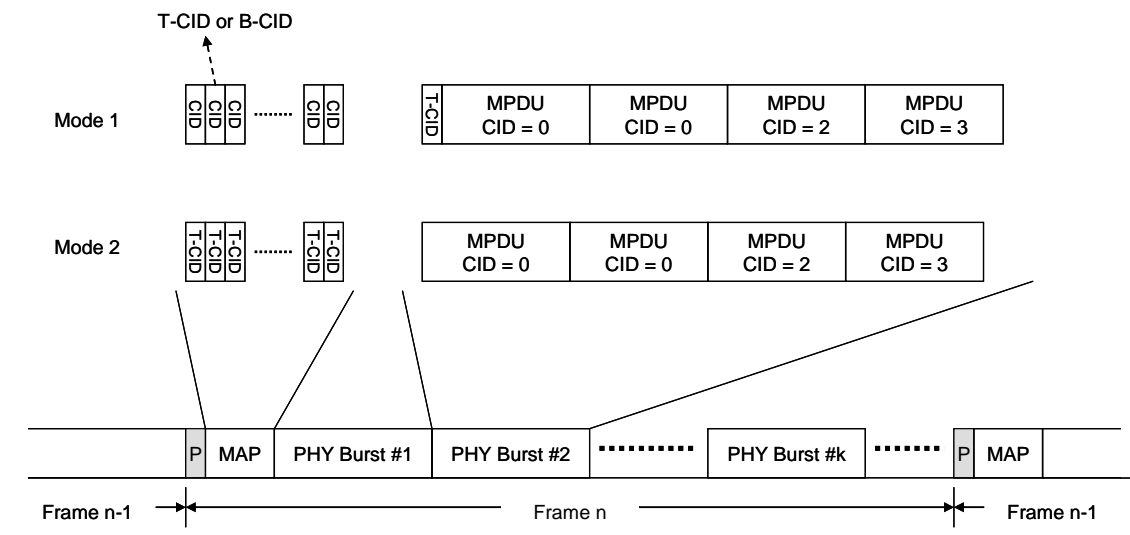 T-CID or B-CID
Mode 1
CID CID CID CID CID
T-CID
MPDU CID = 0
MPDU CID = 0
MPDU CID = 2
MPDU CID = 3
Mode 2
T-CID T-CID T-CID T-CID T-CID
MPDU CID = 0
MPDU CID = 0
MPDU CID = 2
MPDU CID = 3
P MAP PHY Burst #1 PHY Burst #2 PHY Burst #k P MAP
Frame n-1 Frame n Frame n-1